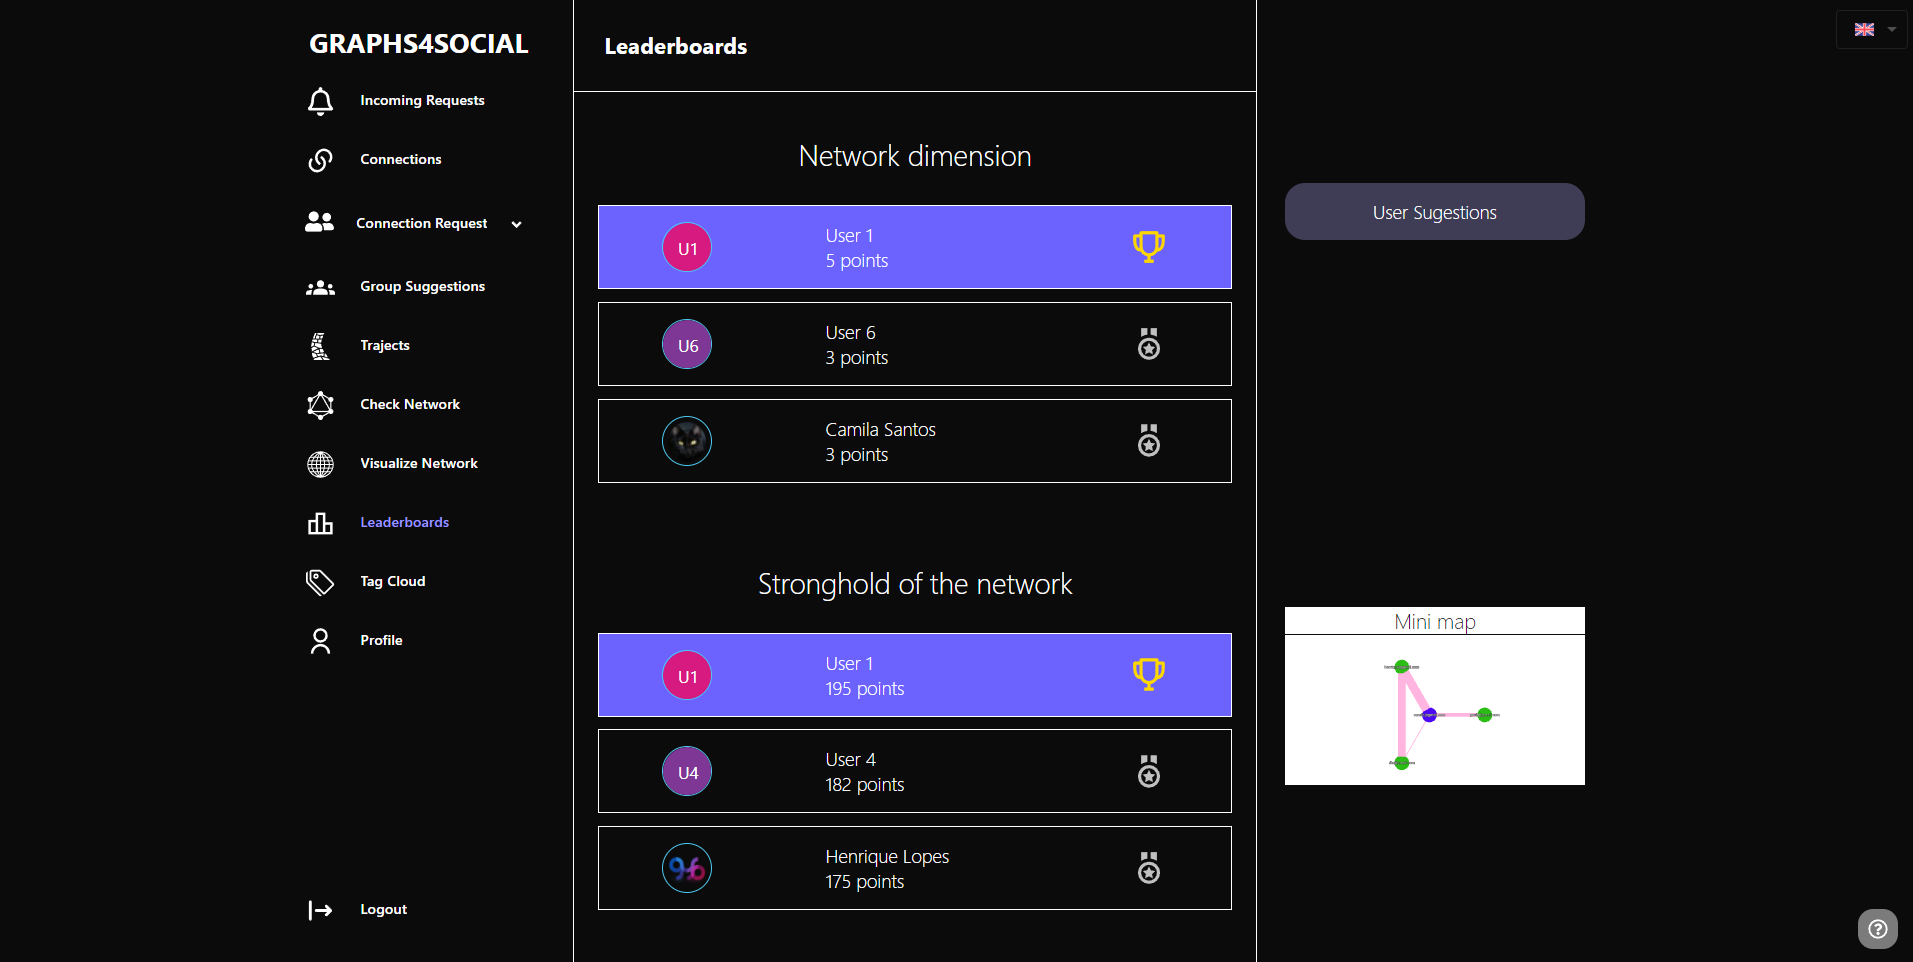 GRAPHS4SOCIAL
Incoming Requests
Connections
Connection Request
Group Suggestions
Trajects
Check Network
Visualize Network
Leaderboards
Tag Cloud
Profile
Logout
Leaderboards
Network dimension
U1
User 1
5 points
U6
User 6
3 points
Camila Santos
3 points
Stronghold of the network
U1
User 1
195 points
U4
User 4
182 points
Henrique Lopes
175 points
User Sugestions
Mini map